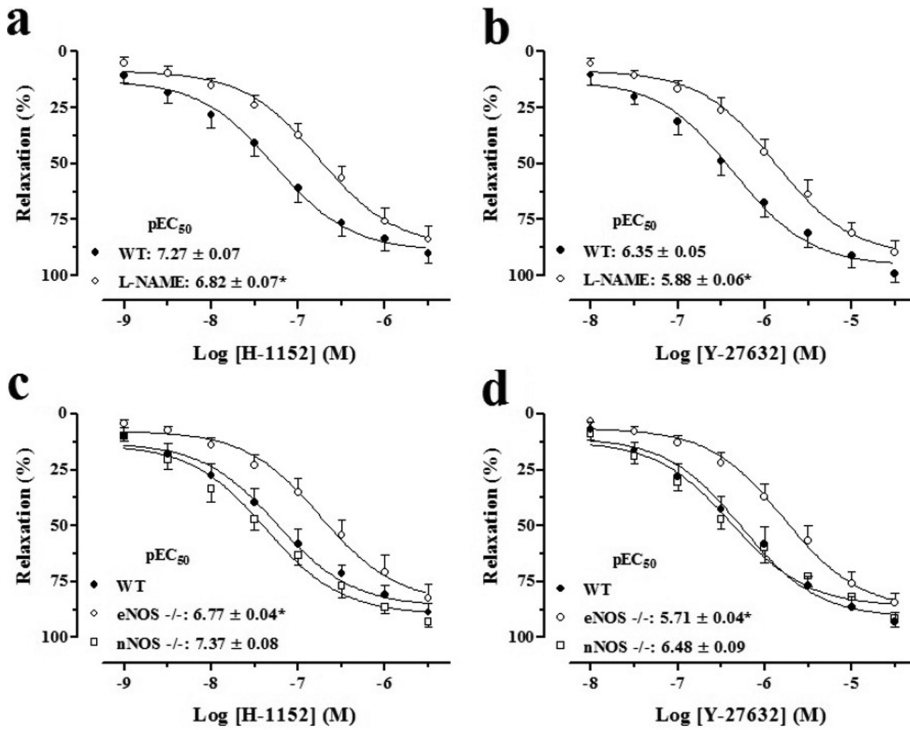 a
0
25
50
75
100
Relaxation (%)
pEC50
WT: 7.27 ± 0.07
L-NAME: 6.82 ± 0.07*
-9 -8 -7 -6
Log [H-1152] (M)
b
0
25
50
75
100
Relaxation (%)
pEC50
WT: 6.35 ± 0.05
L-NAME: 5.88 ± 0.06*
-8 -7 -6 -5
Log [Y-27632] (M)
c
0
25
50
75
100
Relaxation (%)
pEC50
WT
eNOS -/-: 6.77 ± 0.04*
nNOS -/-: 7.37 ± 0.08
-9 -8 -7 -6
Log [H-1152] (M)
d
0
25
50
75
100
Relaxation (%)
pEC50
WT
eNOS -/-: 5.71 ± 0.04*
nNOS -/-: 6.48 ± 0.09
-8 -7 -6 -5
Log [Y-27632] (M)